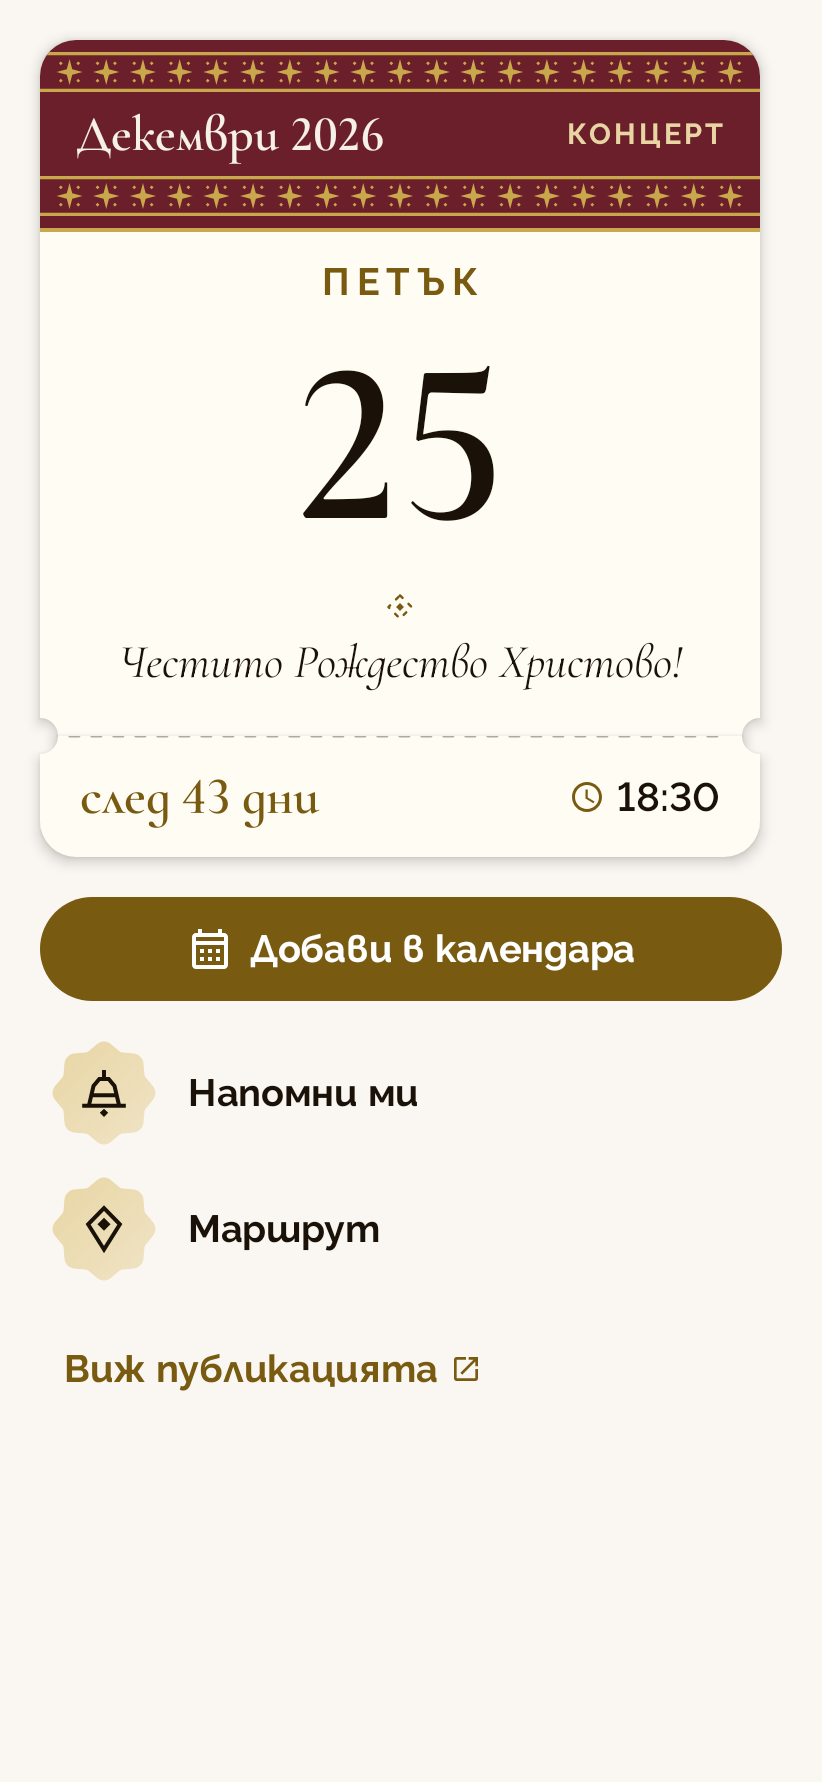 Декември 2026
КОНЦЕРТ
ПЕТЪК
25
Честито Рождество Христово!
след 43 дни
18:30
Добави в календара
Напомни ми
Маршрут
Виж публикацията